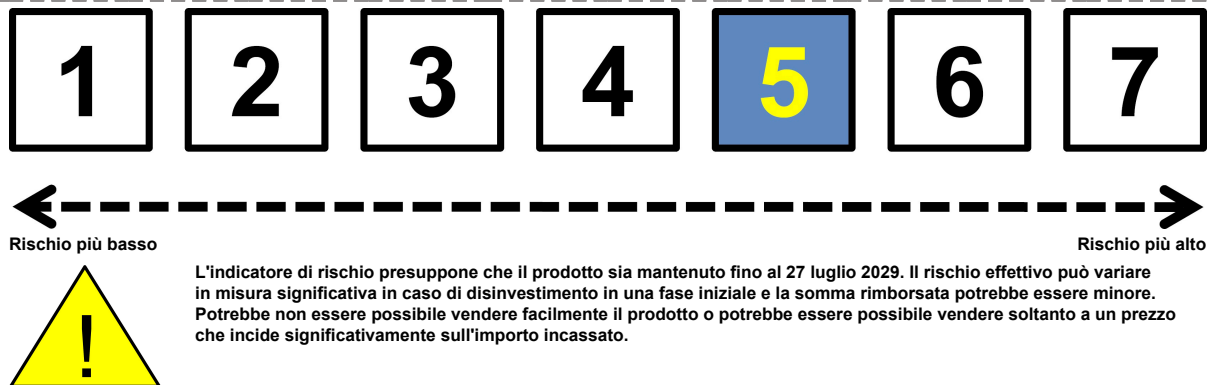 1 2 3 4 5 6 7
Rischio più basso Rischio più alto
L'indicatore di rischio presuppone che il prodotto sia mantenuto fino al 27 luglio 2029. Il rischio effettivo può variare
in misura significativa in caso di disinvestimento in una fase iniziale e la somma rimborsata potrebbe essere minore.
Potrebbe non essere possibile vendere facilmente il prodotto o potrebbe essere possibile vendere soltanto a un prezzo
che incide significativamente sull'importo incassato.
!